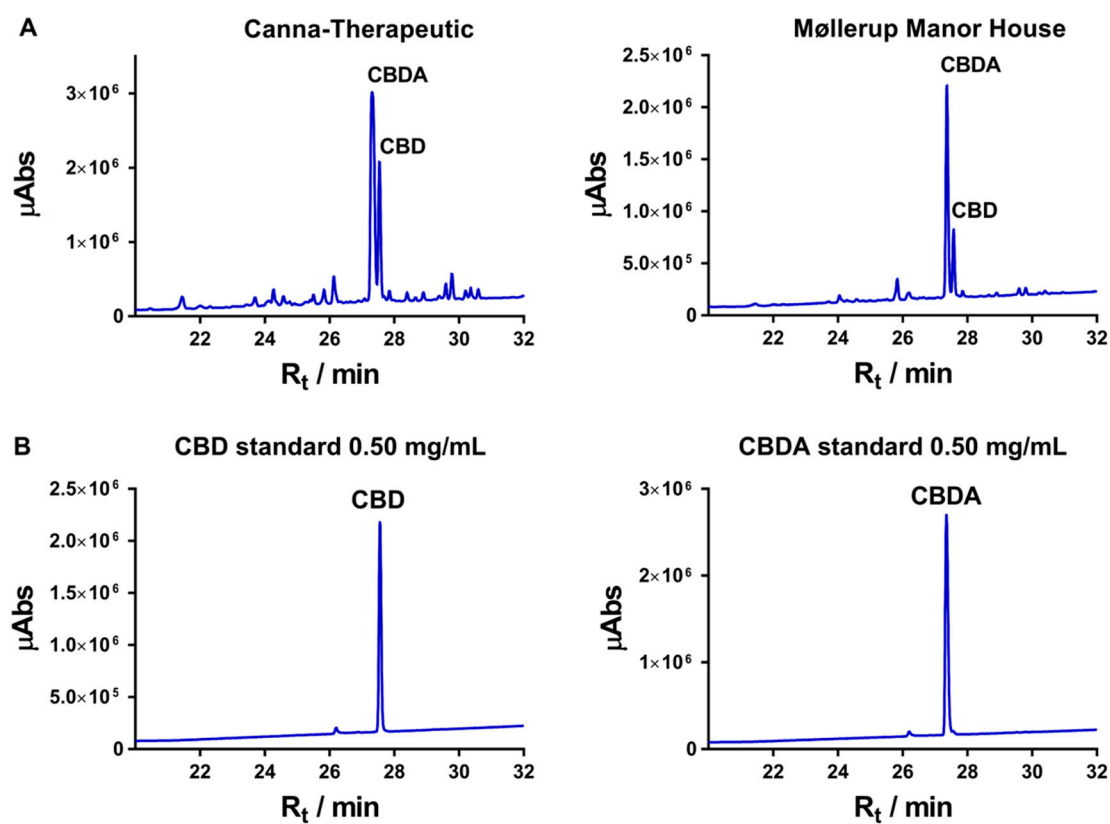 A
Canna-Therapeutic
3×10⁶
2×10⁶
1×10⁶
0
μAbs
CBDA
CBD
22 24 26 28 30 32
Rₜ / min
Møllerup Manor House
2.5×10⁶
2.0×10⁶
1.5×10⁶
1.0×10⁶
5.0×10⁵
0
μAbs
CBDA
CBD
22 24 26 28 30 32
Rₜ / min
B
CBD standard 0.50 mg/mL
2.5×10⁶
2.0×10⁶
1.5×10⁶
1.0×10⁶
5.0×10⁵
0
μAbs
CBD
22 24 26 28 30 32
Rₜ / min
CBDA standard 0.50 mg/mL
3×10⁶
2×10⁶
1×10⁶
0
μAbs
CBDA
22 24 26 28 30 32
Rₜ / min